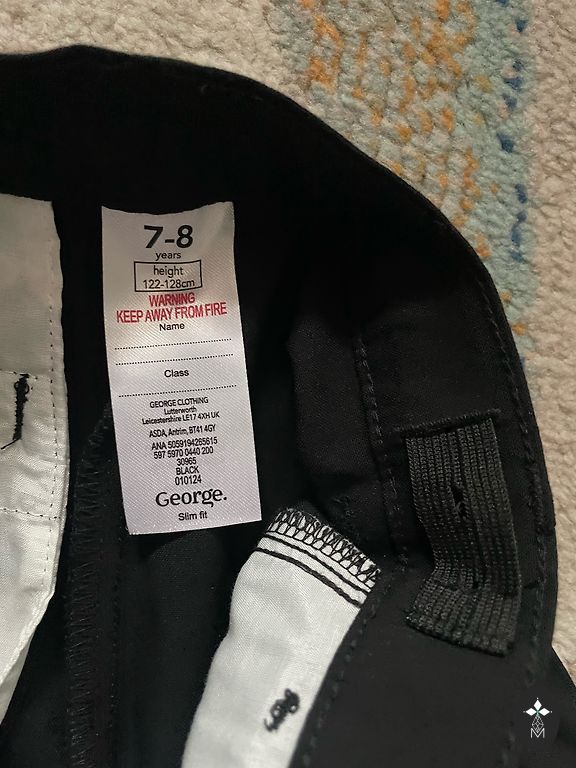 7-8
years
height
122-128cm
WARNING
KEEP AWAY FROM FIRE
Name
Class
GEORGE CLOTHING
Lutterworth
Leicestershire LE17 4XH UK
ASDA, Antrim, BT41 4GY
ANA 5059194265615
597 5970 0440 200
30965
BLACK
010124
George.
Slim fit
M